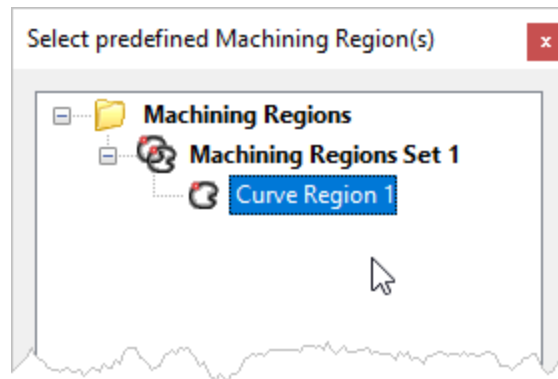 Select predefined Machining Region(s)
x
Machining Regions
Machining Regions Set 1
Curve Region 1